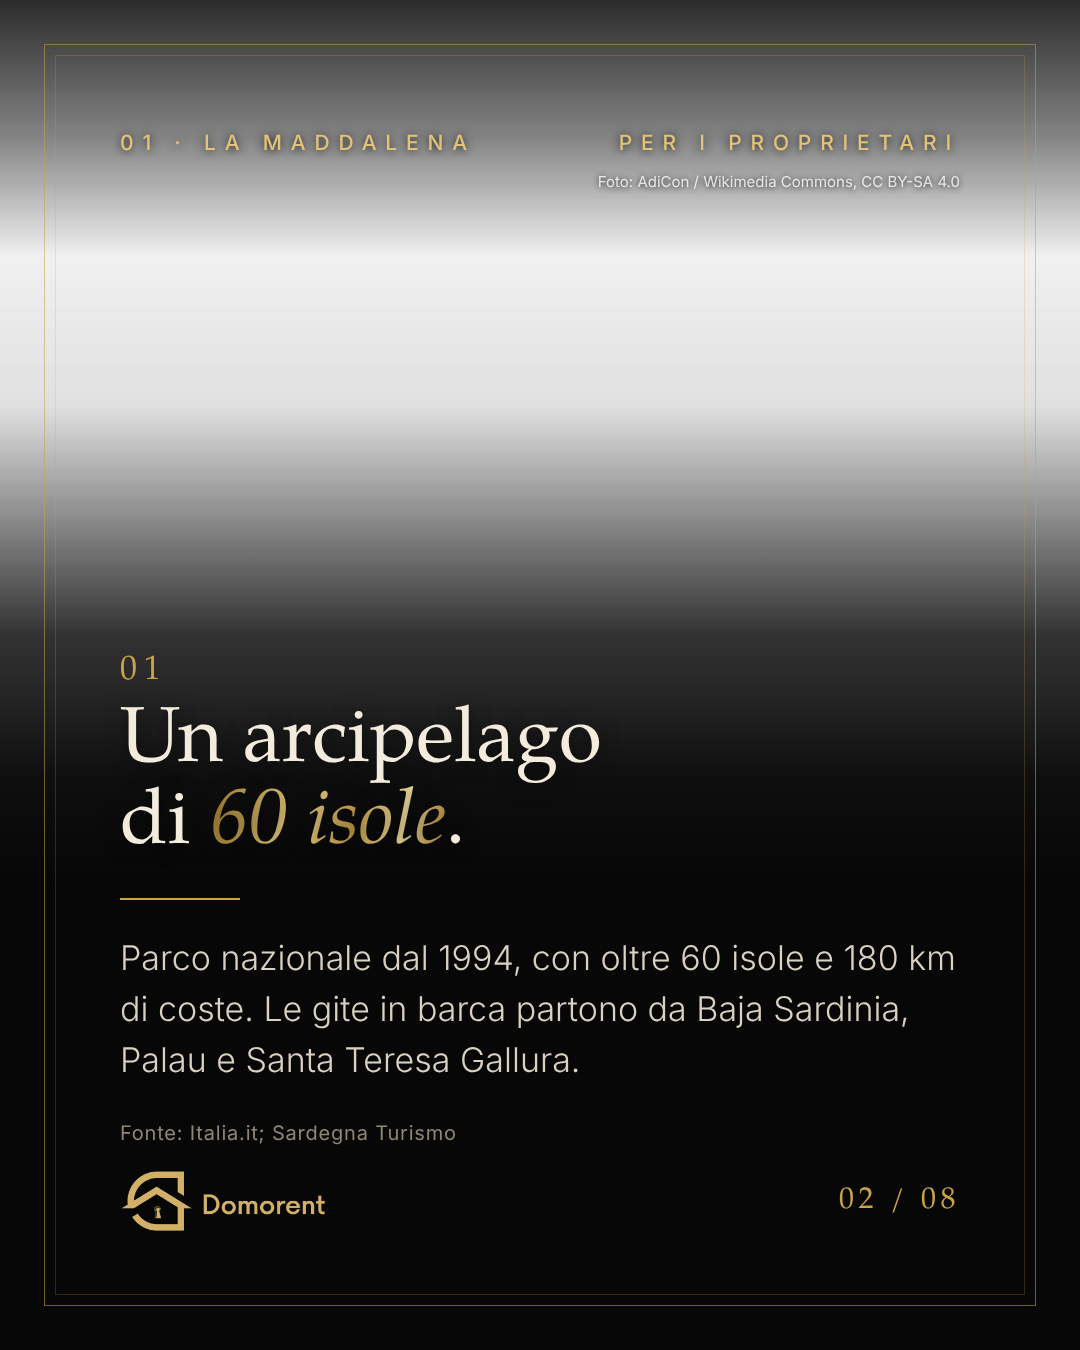 01 · LA MADDALENA
PER I PROPRIETARI
Foto: AdiCon / Wikimedia Commons, CC BY-SA 4.0
01
Un arcipelago
di 60 isole.
Parco nazionale dal 1994, con oltre 60 isole e 180 km
di coste. Le gite in barca partono da Baja Sardinia,
Palau e Santa Teresa Gallura.
Fonte: Italia.it; Sardegna Turismo
Domorent
02 / 08